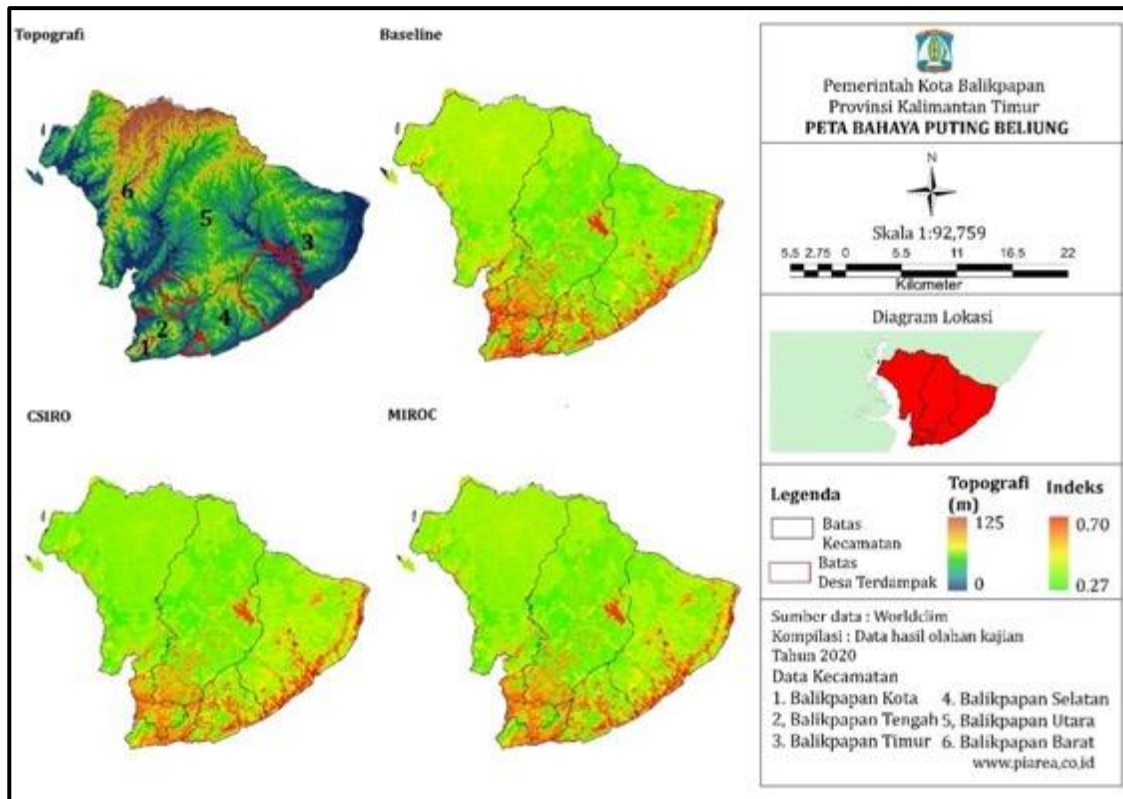 Topografi
Baseline
6
5
3
4
2
1
CSIRO
MIROC
Pemerintah Kota Balikpapan
Provinsi Kalimantan Timur
PETA BAHAYA PUTING BELIUNG
N
Skala 1:92,759
5.5 2.75 0 5.5 11 16.5 22
Kilometer
Diagram Lokasi
Legenda
Batas
Kecamatan
Batas
Desa Terdampak
Topografi
(m)
125
0
Indeks
0.70
0.27
Sumber data : Worldclim
Kompilasi : Data hasil olahan kajian
Tahun 2020
Data Kecamatan
1. Balikpapan Kota 4. Balikpapan Selatan
2, Balikpapan Tengah 5, Balikpapan Utara
3. Balikpapan Timur 6. Balikpapan Barat
www.piarea,co.id